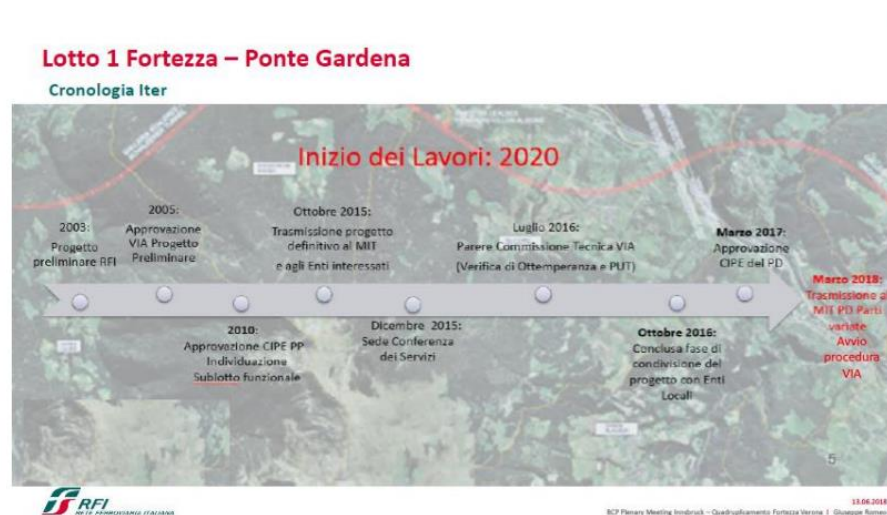 Lotto 1 Fortezza – Ponte Gardena
Cronologia Iter
Inizio dei Lavori: 2020
2003:
Progetto
preliminare RFI
2005:
Approvazione
VIA Progetto
Preliminare
2010:
Approvazione CIPE PP
Individuazione
Sublotto funzionale
Ottobre 2015:
Trasmissione progetto
definitivo al MIT
e agli Enti interessati
Dicembre 2015:
Sede Conferenza
dei Servizi
Luglio 2016:
Parere Commissione Tecnica VIA
(Verifica di Ottemperanza e PUT)
Ottobre 2016:
Conclusa fase di
condivisione del
progetto con Enti
Locali
Marzo 2017:
Approvazione
CIPE del PD
Marzo 2018:
Trasmissione al
MIT PD Parti
variate
Avvio
procedura
VIA
5
RFI
RETE FERROVIARIA ITALIANA
13.06.2018
BCP Plenary Meeting Innsbruck – Quadruplicamento Fortezza Verona | Giuseppe Romeo